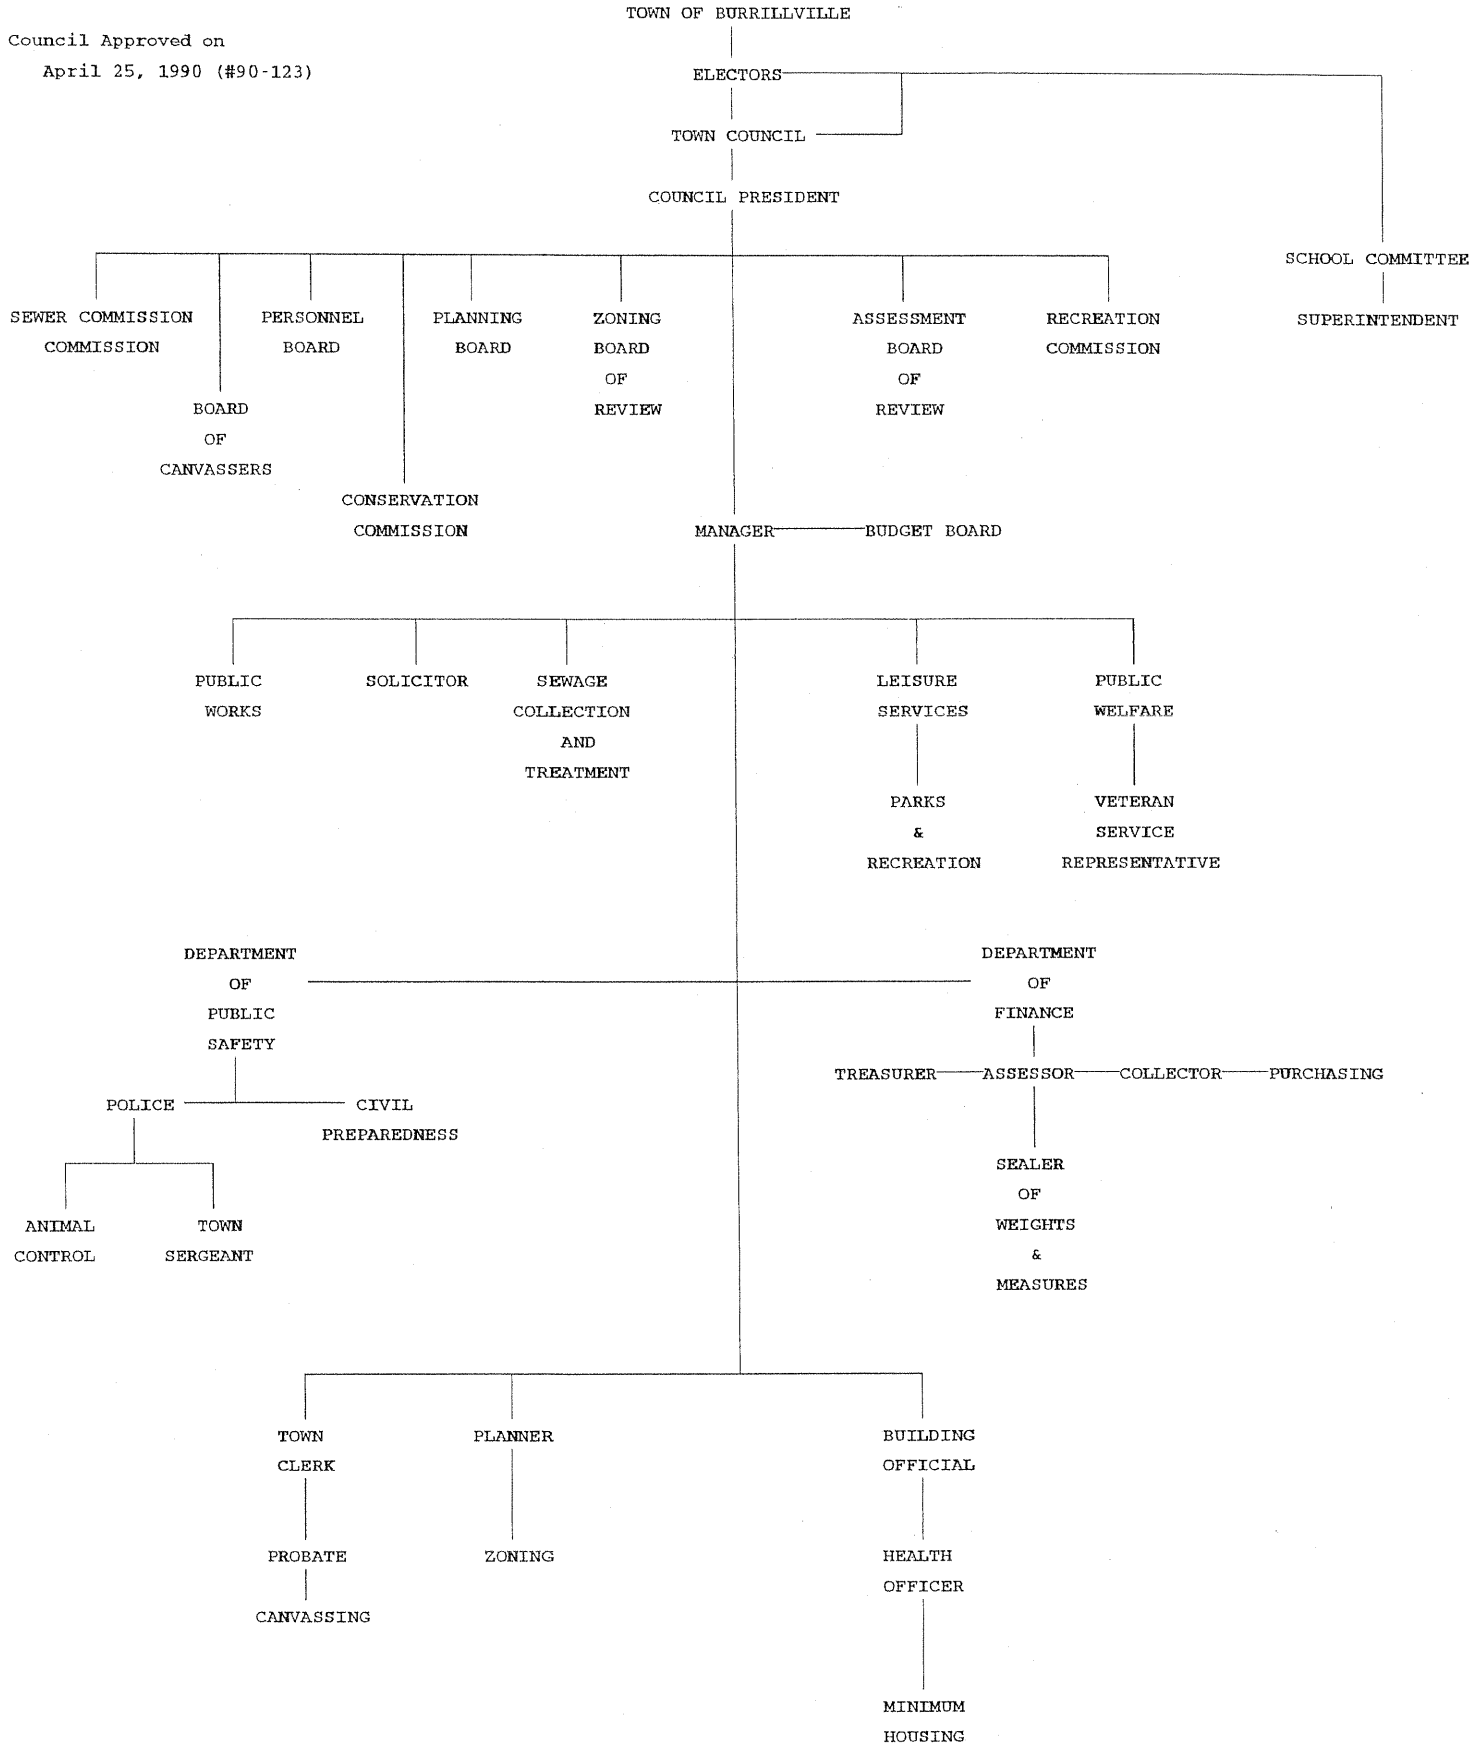 TOWN OF BURRILLVILLE
Council Approved on
April 25, 1990 (#90-123)
ELECTORS
TOWN COUNCIL
COUNCIL PRESIDENT
SCHOOL COMMITTEE
SUPERINTENDENT
SEWER COMMISSION
COMMISSION
BOARD
OF
CANVASSERS
PERSONNEL
BOARD
CONSERVATION
COMMISSION
PLANNING
BOARD
ZONING
BOARD
OF
REVIEW
ASSESSMENT
BOARD
OF
REVIEW
RECREATION
COMMISSION
MANAGER
BUDGET BOARD
PUBLIC
WORKS
SOLICITOR
SEWAGE
COLLECTION
AND
TREATMENT
LEISURE
SERVICES
PARKS
&
RECREATION
PUBLIC
WELFARE
VETERAN
SERVICE
REPRESENTATIVE
DEPARTMENT
OF
PUBLIC
SAFETY
POLICE
CIVIL
PREPAREDNESS
ANIMAL
CONTROL
TOWN
SERGEANT
DEPARTMENT
OF
FINANCE
TREASURER
ASSESSOR
COLLECTOR
PURCHASING
SEALER
OF
WEIGHTS
&
MEASURES
TOWN
CLERK
PROBATE
CANVASSING
PLANNER
ZONING
BUILDING
OFFICIAL
HEALTH
OFFICER
MINIMUM
HOUSING